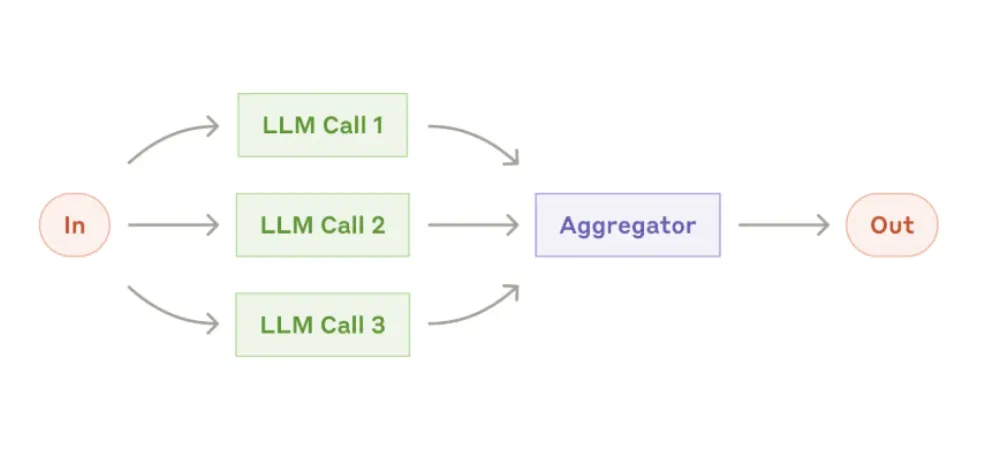 LLM Call 1
In
LLM Call 2
Aggregator
Out
LLM Call 3